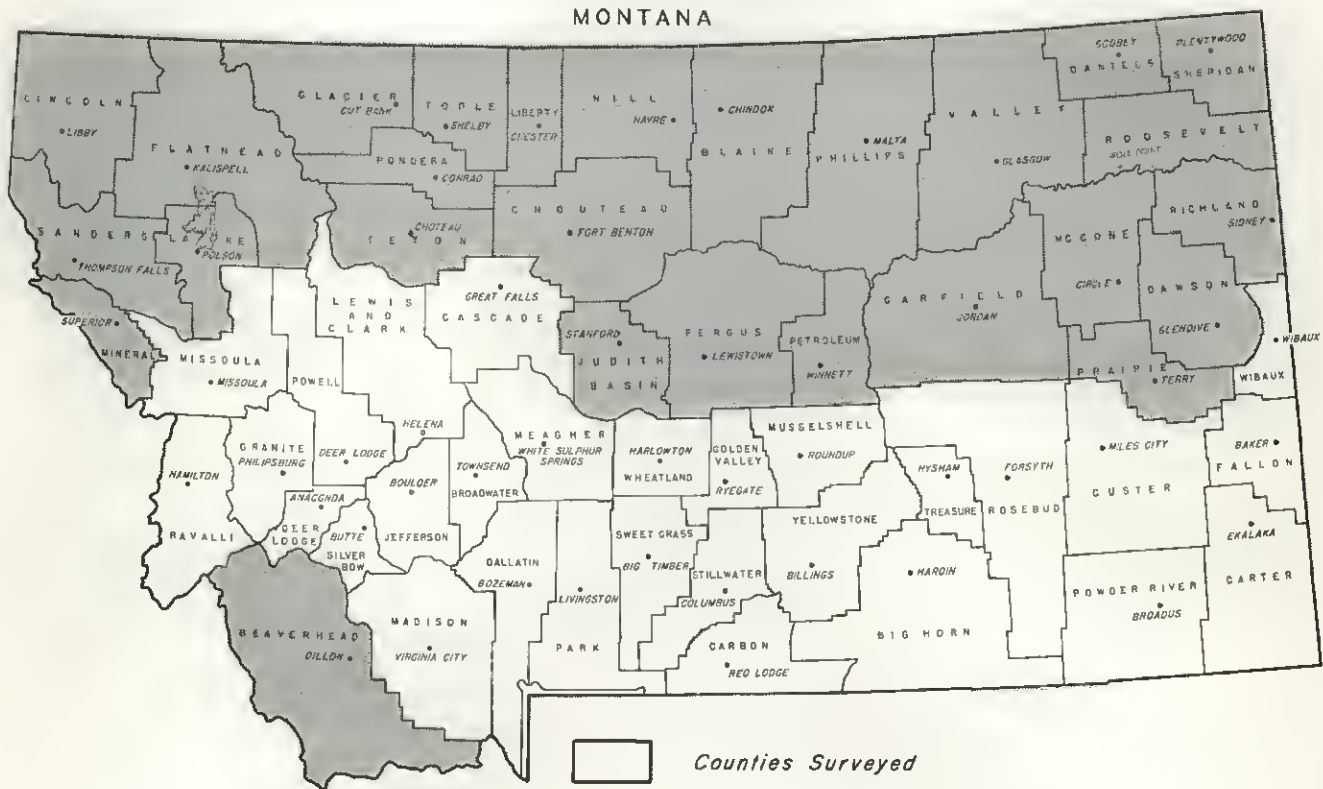 MONTANA
LINCOLN
LIBBY
FLATHEAD
KALISPELL
GLACIER
CUT BANK
TOOLE
SHELBY
LIBERTY
CHESTER
HILL
HAVRE
CHINOOK
BLAINE
MALTA
PHILLIPS
VALLEY
GLASGOW
SCOBEY
DANIELS
PLENTYWOOD
SHERIDAN
ROOSEVELT
PONDERA
CONRAD
CHOTEAU
TETON
CHOUTEAU
FORT BENTON
SANDERS
THOMPSON FALLS
LAKE
POLSON
SUPERIOR
MINERAL
MISSOULA
MISSOULA
POWELL
LEWIS
AND
CLARK
GREAT FALLS
CASCADE
STANFORD
JUDITH
BASIN
FERGUS
LEWISTOWN
PETROLEUM
WINNETT
GARFIELD
JORDAN
MCCONE
CIRCLE
RICHLAND
SIDNEY
DAWSON
GLENDIVE
PRAIRIE
TERRY
WIBAUX
WIBAUX
HAMILTON
RAVALLI
GRANITE
PHILIPSBURG
DEER LODGE
HELENA
ANACONDA
DEER
LODGE
BUTTE
SILVER
BOW
BOULDER
JEFFERSON
TOWNSEND
BROADWATER
MEAGHER
WHITE SULPHUR
SPRINGS
HARLOWTON
WHEATLAND
GOLDEN
VALLEY
RYEGATE
MUSSELSHELL
ROUNDUP
HYSHAM
TREASURE
FORSYTH
ROSEBUD
MILES CITY
CUSTER
BAKER
FALLON
EKALAKA
CARTER
POWDER RIVER
BROADUS
YELLOWSTONE
BILLINGS
HARDIN
BIG HORN
SWEET GRASS
BIG TIMBER
STILLWATER
COLUMBUS
CARBON
RED LODGE
GALLATIN
BOZEMAN
LIVINGSTON
PARK
MADISON
VIRGINIA CITY
BEAVERHEAD
DILLON
Counties Surveyed